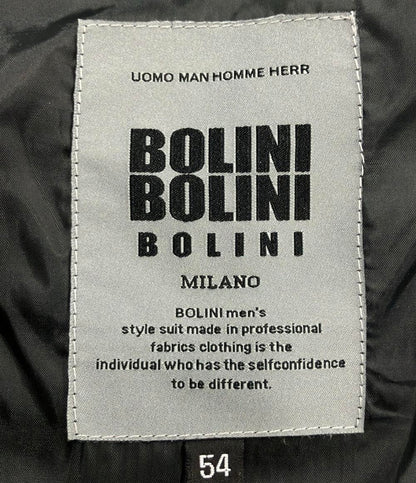 UOMO MAN HOMME HERR
BOLINI
BOLINI
BOLINI
MILANO
BOLINI men's
style suit made in professional
fabrics clothing is the
individual who has the selfconfidence
to be different.
54